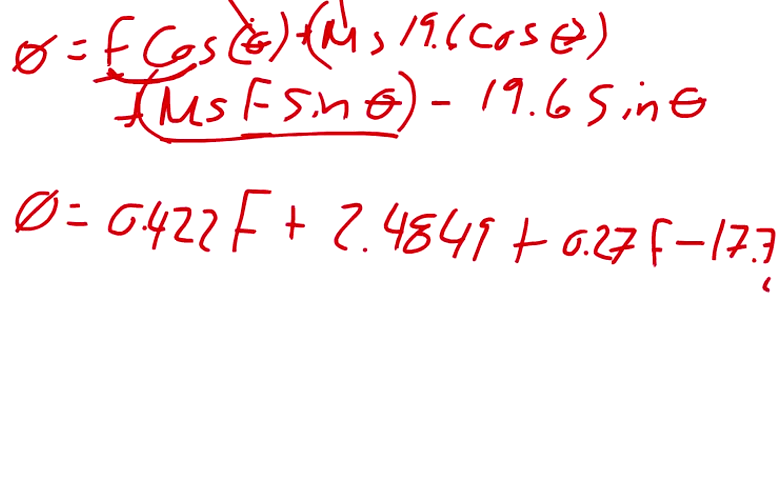 Ø = F Cos(θ) + (Ms 19.6 Cos θ)
+ (Ms F Sin θ) - 19.6 Sin θ
Ø = 0.422 F + 2.4849 + 0.27 F - 17.7